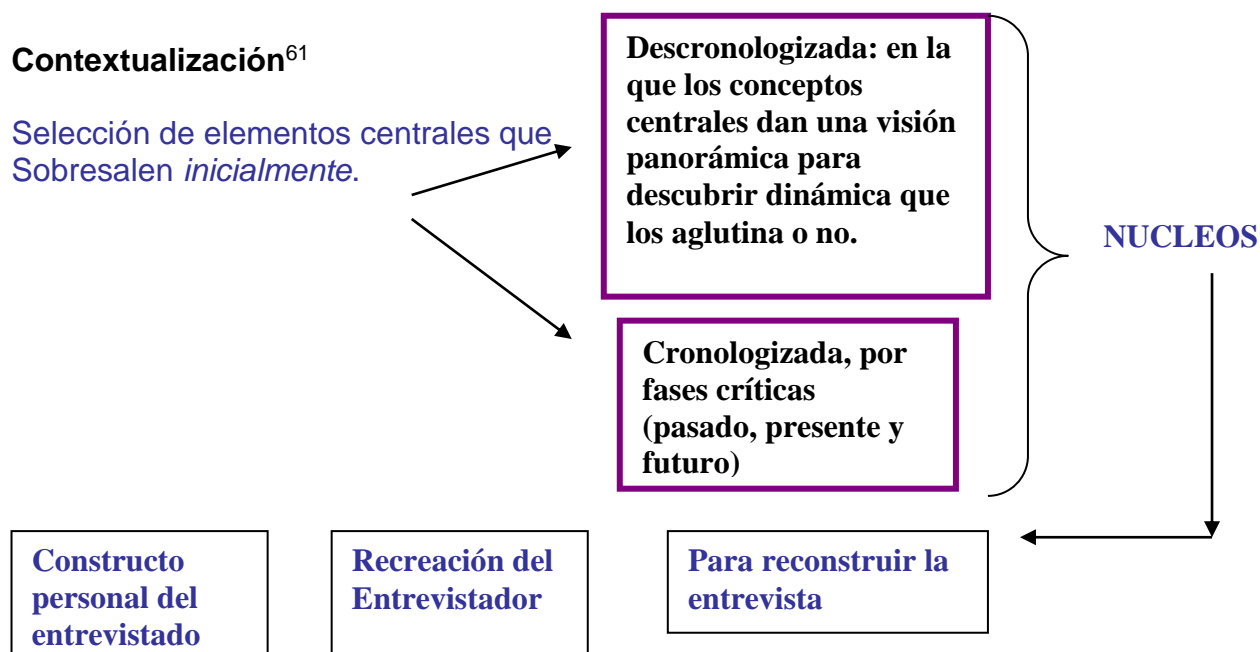 Contextualización61
Selección de elementos centrales que
Sobresalen inicialmente.
Descronologizada: en la
que los conceptos
centrales dan una visión
panorámica para
descubrir dinámica que
los aglutina o no.
NUCLEOS
Cronologizada, por
fases críticas
(pasado, presente y
futuro)
Constructo
personal del
entrevistado
Recreación del
Entrevistador
Para reconstruir la
entrevista